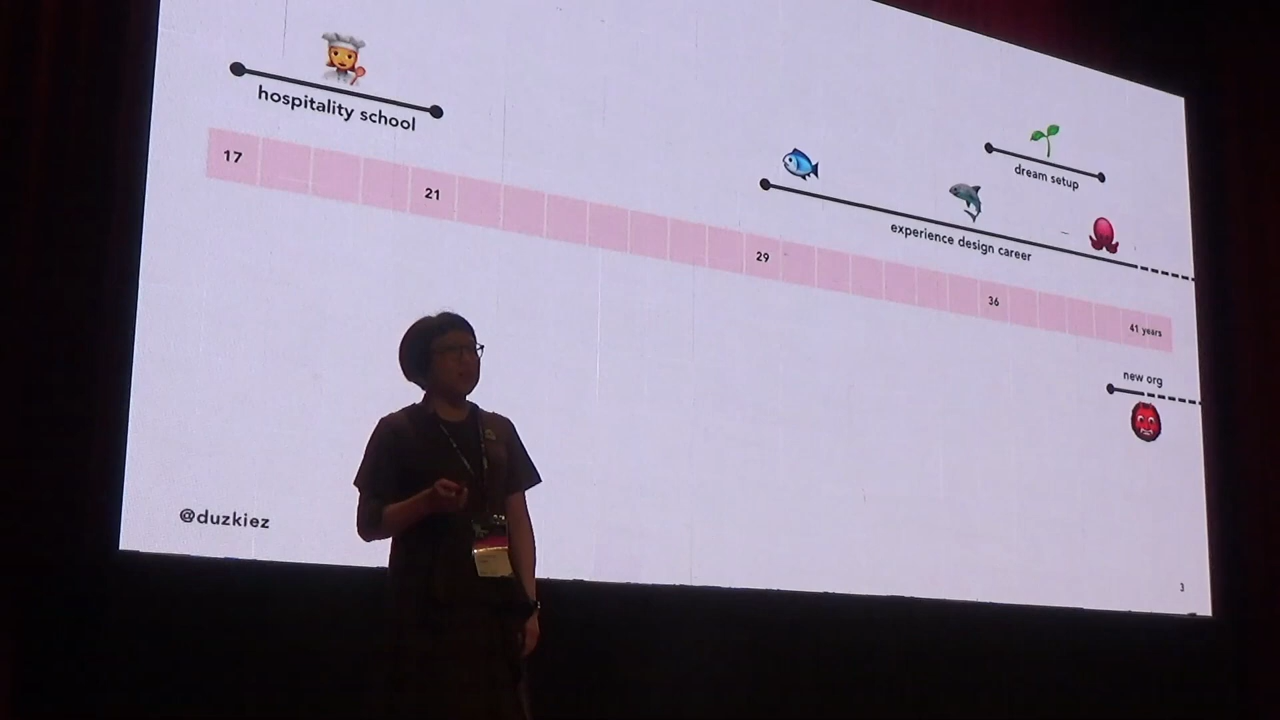 hospitality school
17
21
29
36
41 years
dream setup
experience design career
new org
@duzkiez
3